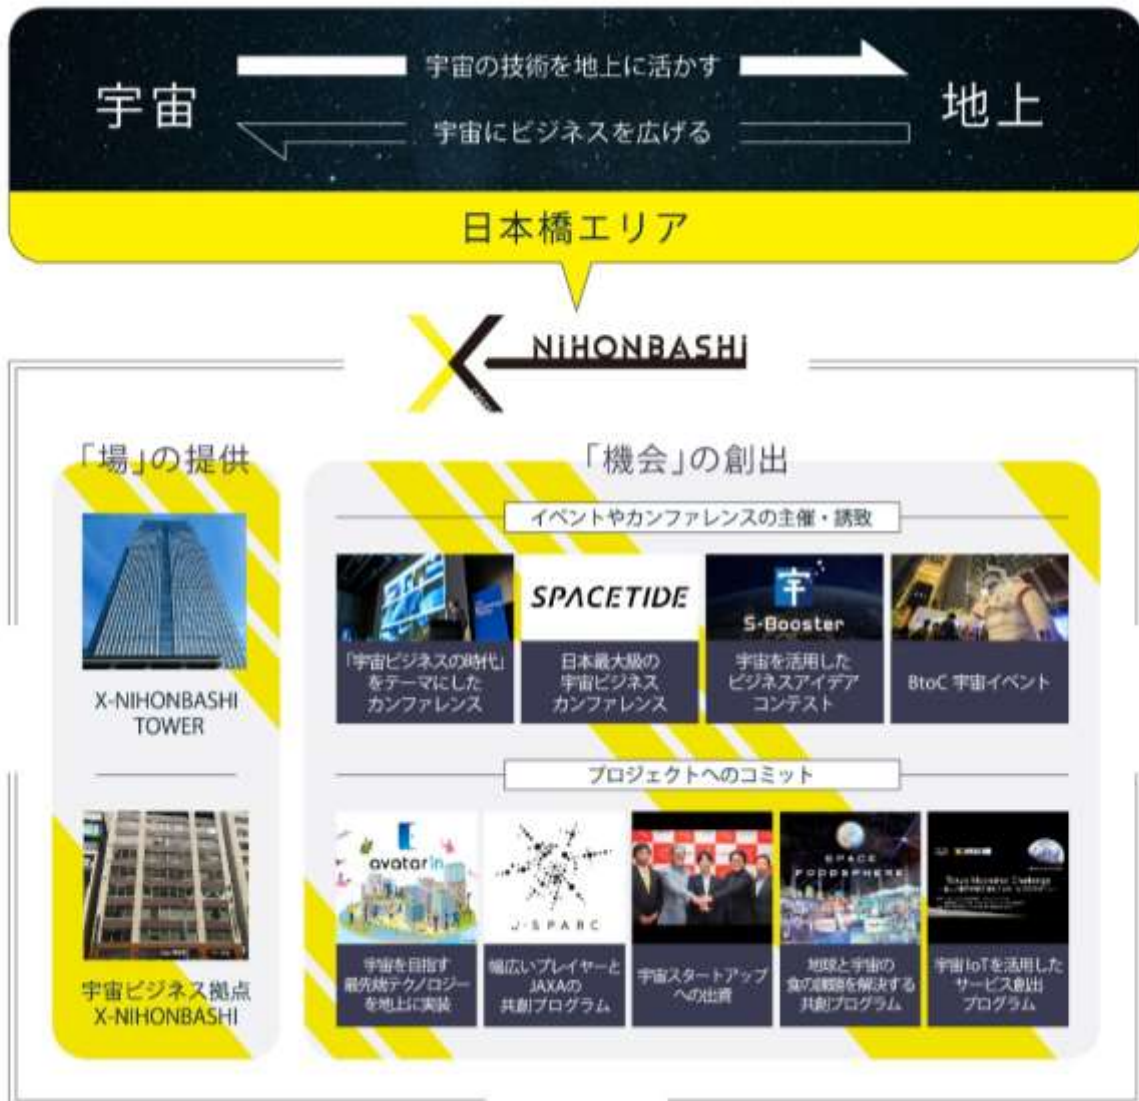 宇宙
宇宙の技術を地上に活かす
宇宙にビジネスを広げる
地上
日本橋エリア
X NiHONBASHi
「場」の提供
X-NIHONBASHI
TOWER
宇宙ビジネス拠点
X-NIHONBASHI
「機会」の創出
イベントやカンファレンスの主催・誘致
「宇宙ビジネスの時代」
をテーマにした
カンファレンス
SPACETIDE
日本最大級の
宇宙ビジネス
カンファレンス
宇
S-Booster
宇宙を活用した
ビジネスアイデア
コンテスト
BtoC 宇宙イベント
プロジェクトへのコミット
avatarin
宇宙を目指す
最先端テクノロジー
を地上に実装
J-SPARC
幅広いプレイヤーと
JAXAの
共創プログラム
宇宙スタートアップ
への出資
SPACE
FOODSPHERE
地球と宇宙の
食の課題を解決する
共創プログラム
宇宙IoTを活用した
サービス創出
プログラム